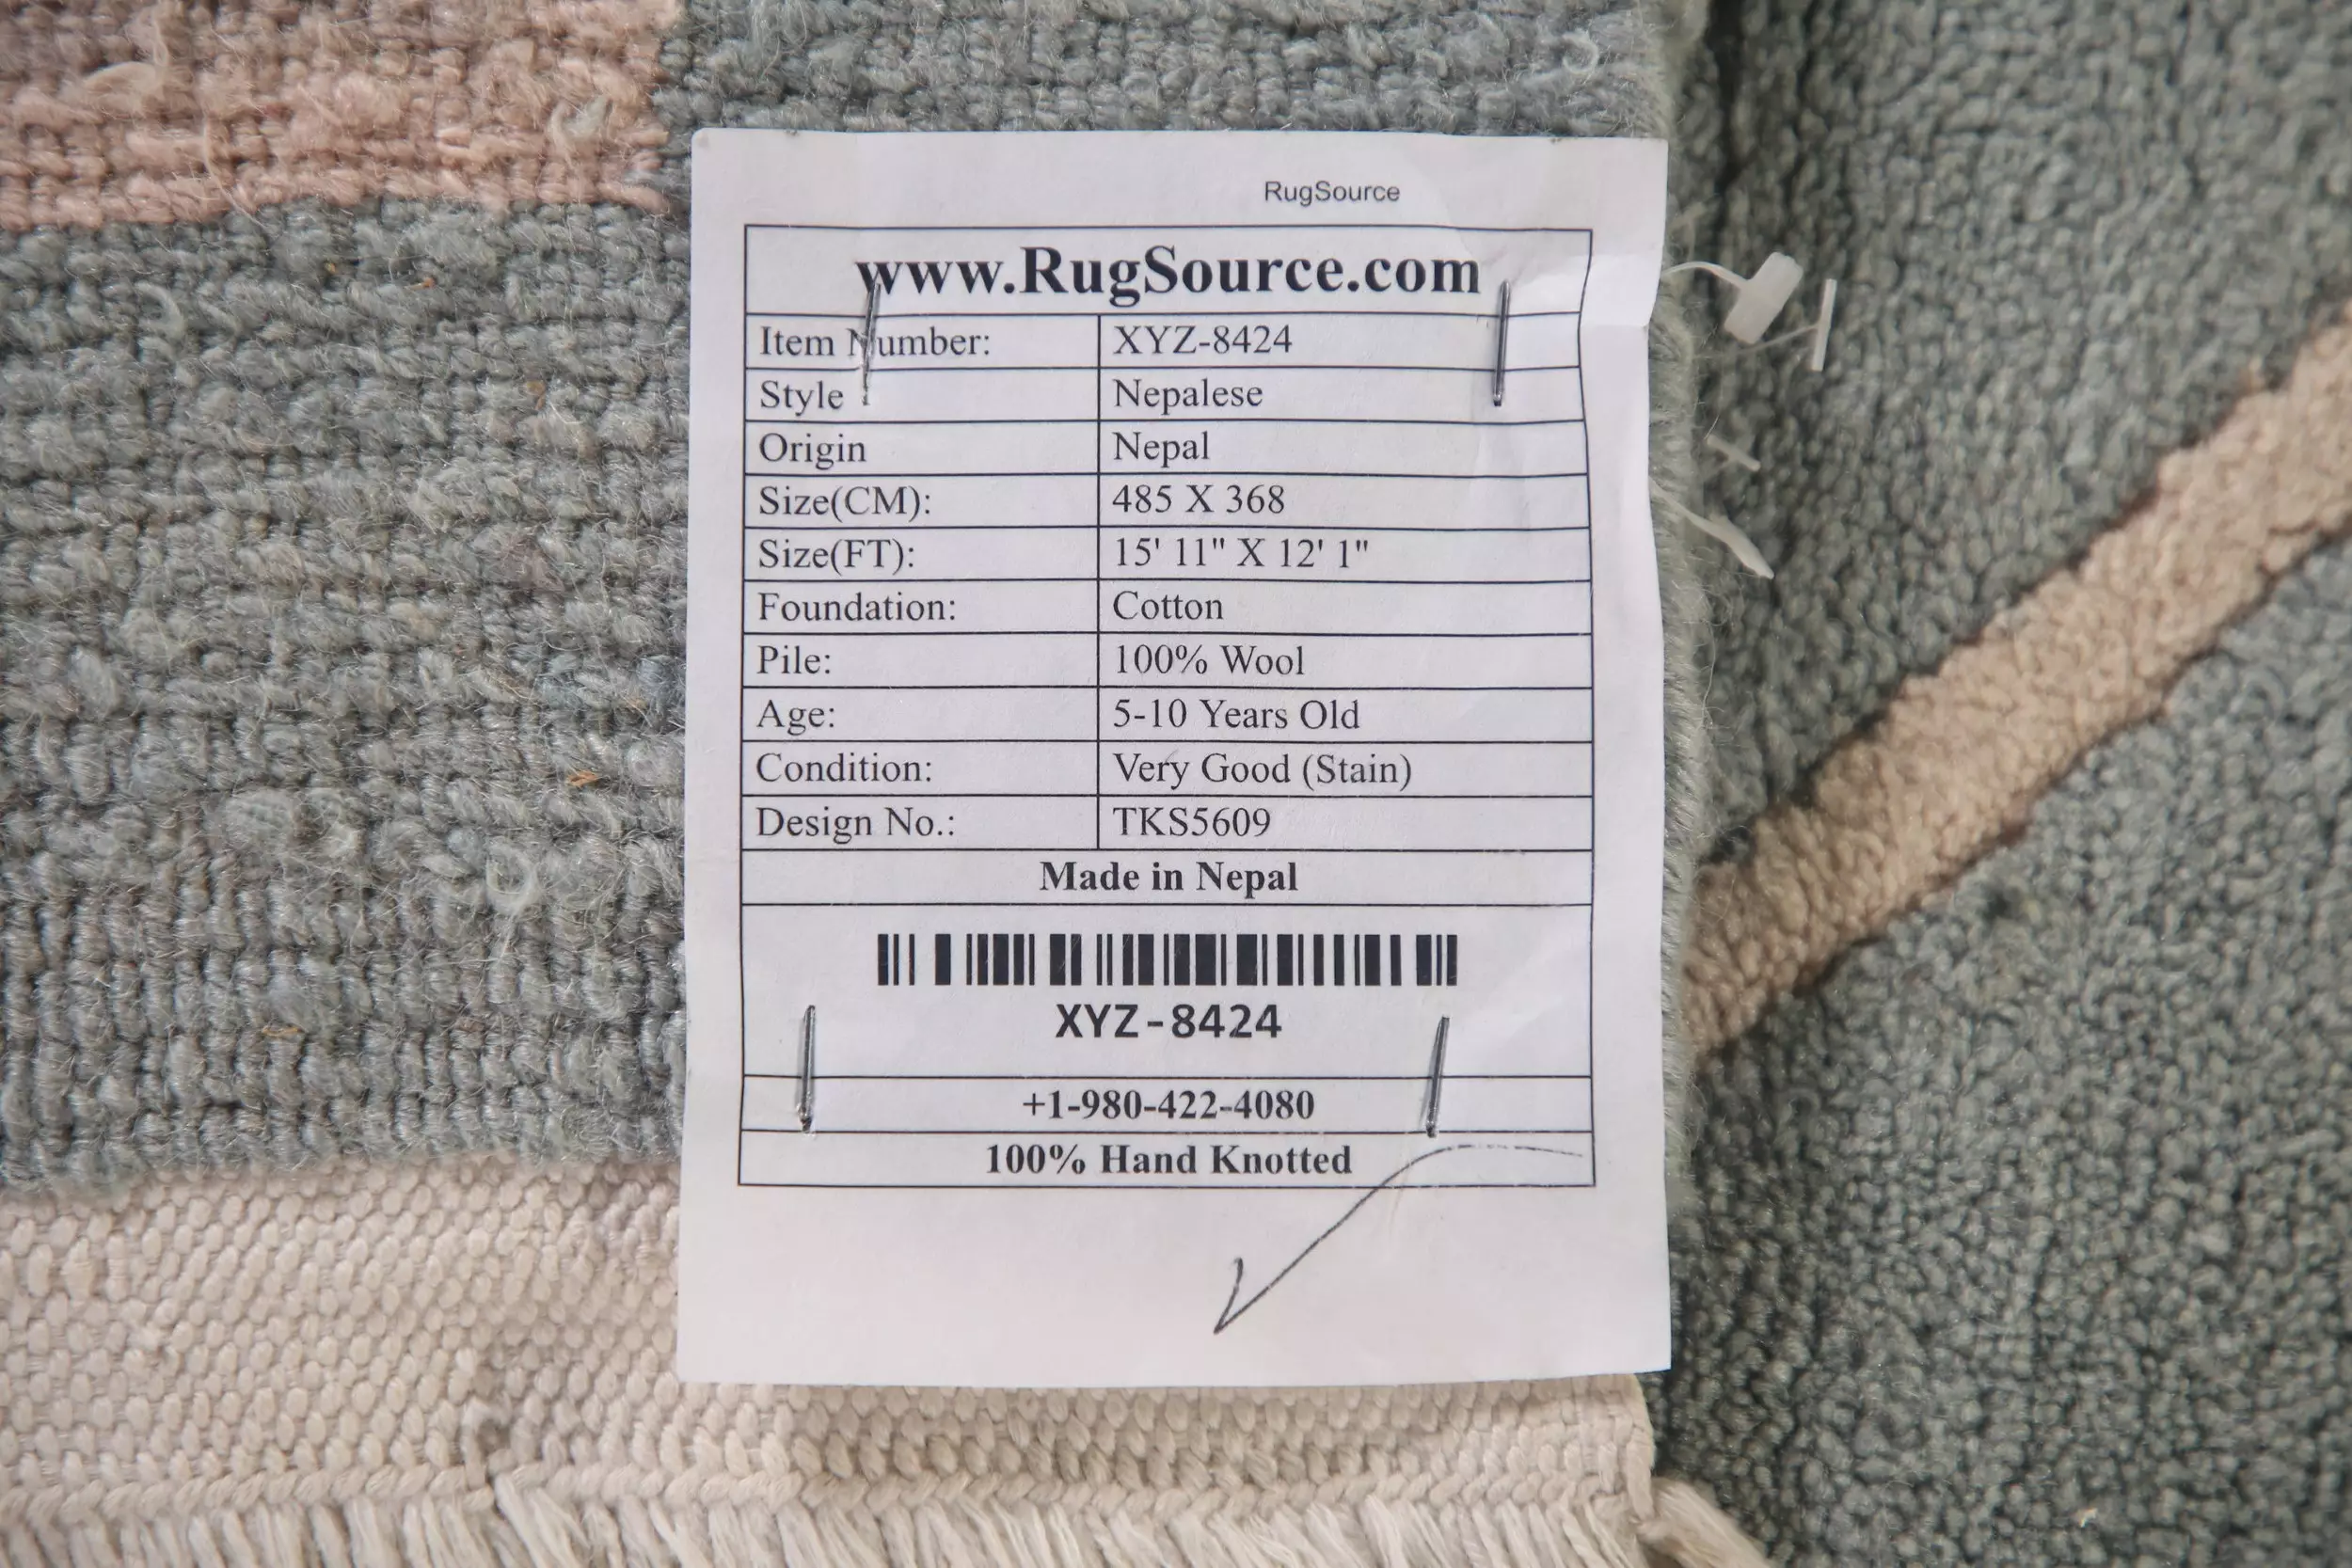 RugSource
www.RugSource.com
Item Number: XYZ-8424
Style Nepalese
Origin Nepal
Size(CM): 485 X 368
Size(FT): 15' 11" X 12' 1"
Foundation: Cotton
Pile: 100% Wool
Age: 5-10 Years Old
Condition: Very Good (Stain)
Design No.: TKS5609
Made in Nepal
XYZ-8424
+1-980-422-4080
100% Hand Knotted